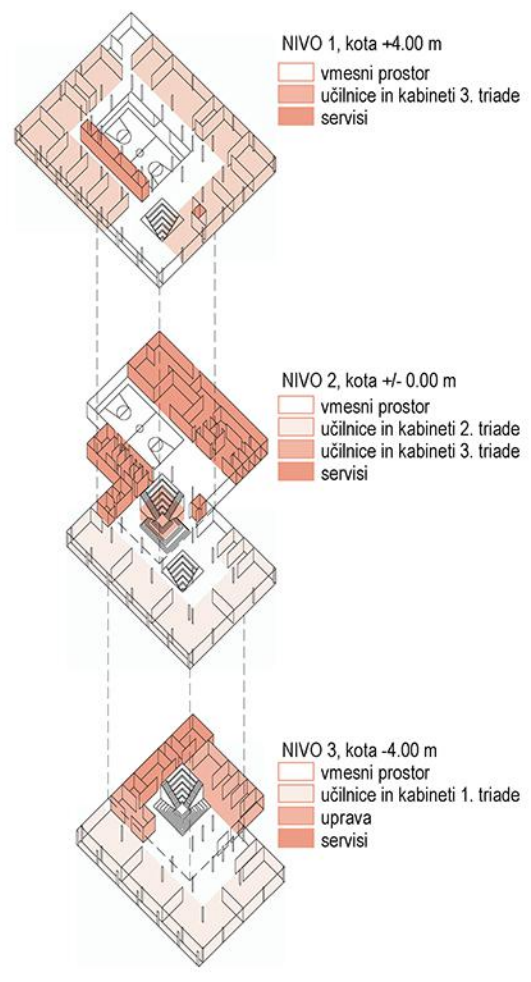 NIVO 1, kota +4.00 m
vmesni prostor
učilnice in kabineti 3. triade
servisi
NIVO 2, kota +/- 0.00 m
vmesni prostor
učilnice in kabineti 2. triade
učilnice in kabineti 3. triade
servisi
NIVO 3, kota -4.00 m
vmesni prostor
učilnice in kabineti 1. triade
uprava
servisi